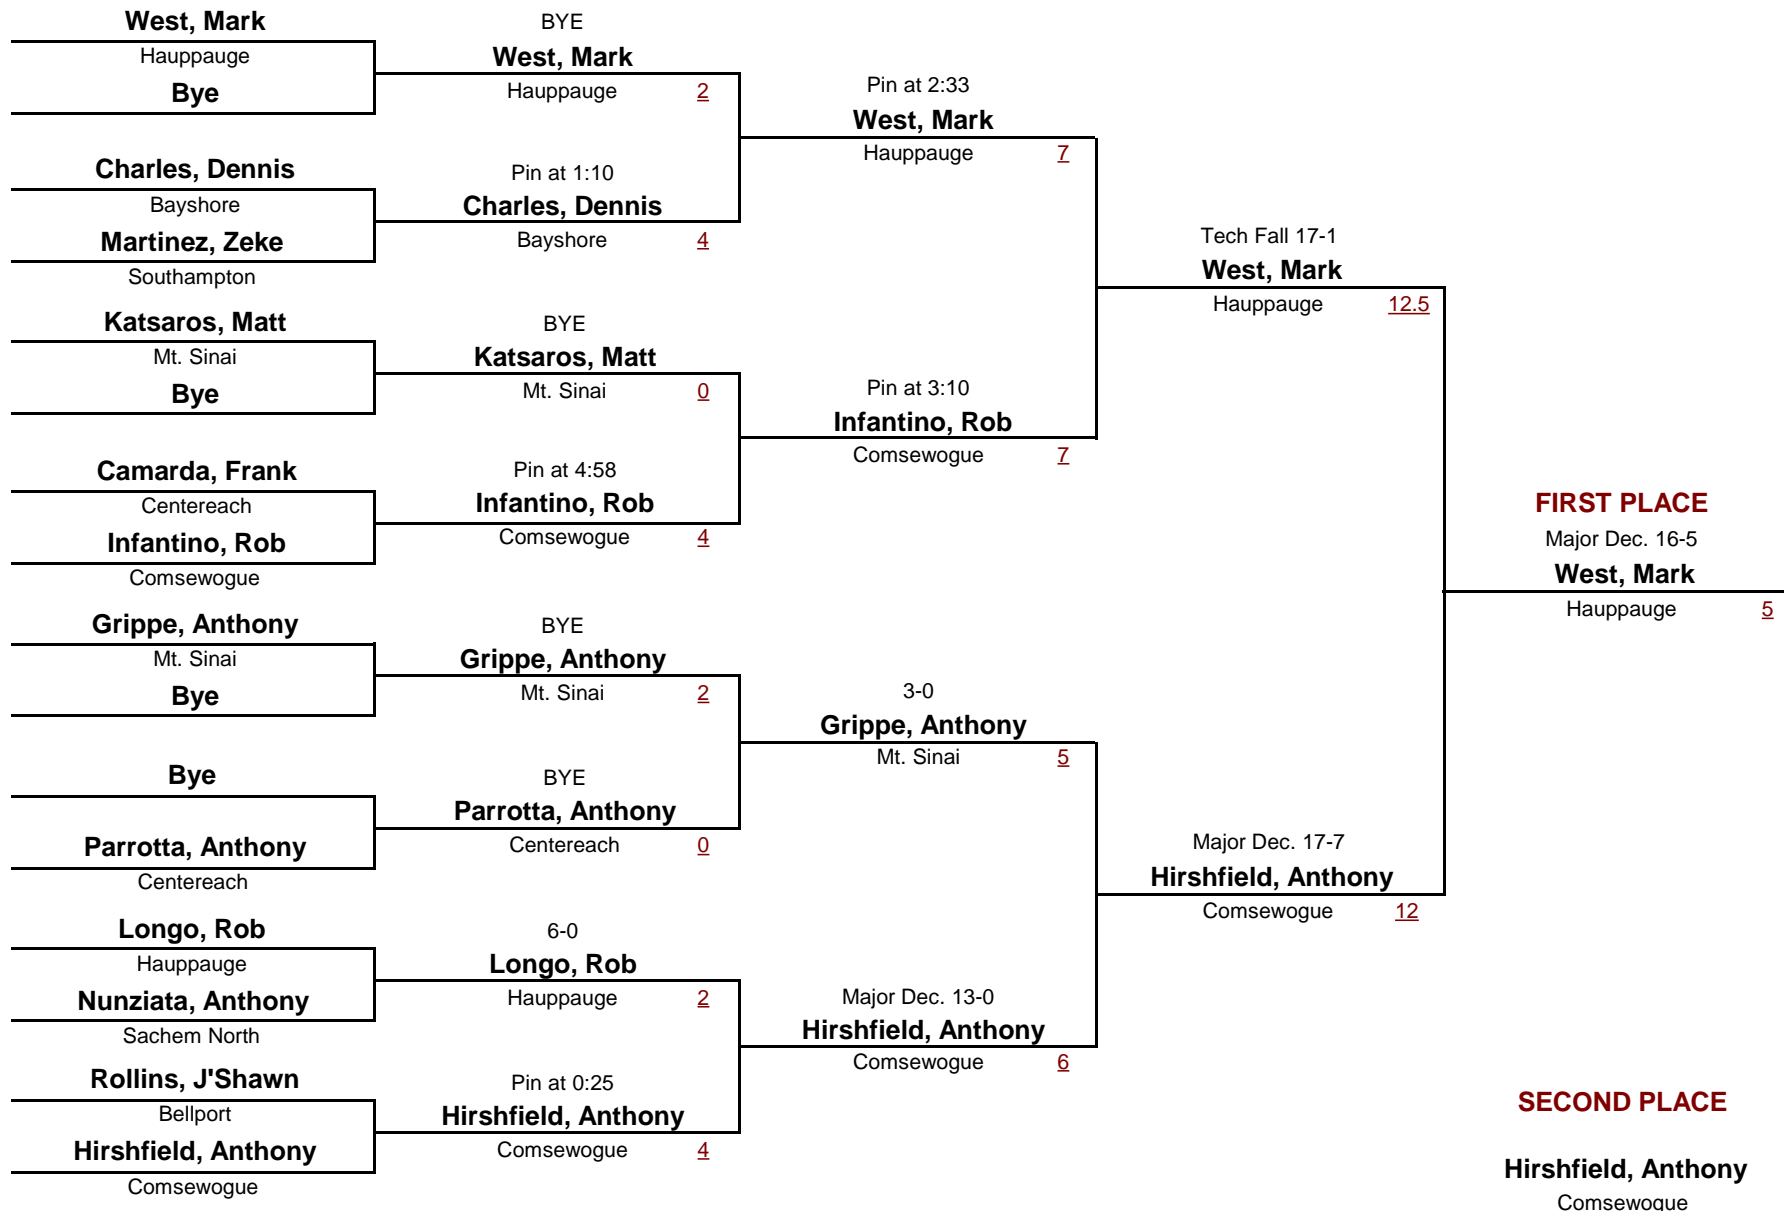 West, Mark
Hauppauge
Bye
Charles, Dennis
Bayshore
Martinez, Zeke
Southampton
Katsaros, Matt
Mt. Sinai
Bye
Camarda, Frank
Centereach
Infantino, Rob
Comsewogue
Grippe, Anthony
Mt. Sinai
Bye
Bye
Parrotta, Anthony
Centereach
Longo, Rob
Hauppauge
Nunziata, Anthony
Sachem North
Rollins, J'Shawn
Bellport
Hirshfield, Anthony
Comsewogue
BYE
West, Mark
Hauppauge 2
Pin at 1:10
Charles, Dennis
Bayshore 4
BYE
Katsaros, Matt
Mt. Sinai 0
Pin at 4:58
Infantino, Rob
Comsewogue 4
BYE
Grippe, Anthony
Mt. Sinai 2
BYE
Parrotta, Anthony
Centereach 0
6-0
Longo, Rob
Hauppauge 2
Pin at 0:25
Hirshfield, Anthony
Comsewogue 4
Pin at 2:33
West, Mark
Hauppauge 7
Pin at 3:10
Infantino, Rob
Comsewogue 7
3-0
Grippe, Anthony
Mt. Sinai 5
Major Dec. 13-0
Hirshfield, Anthony
Comsewogue 6
Tech Fall 17-1
West, Mark
Hauppauge 12.5
Major Dec. 17-7
Hirshfield, Anthony
Comsewogue 12
FIRST PLACE
Major Dec. 16-5
West, Mark
Hauppauge 5
SECOND PLACE
Hirshfield, Anthony
Comsewogue